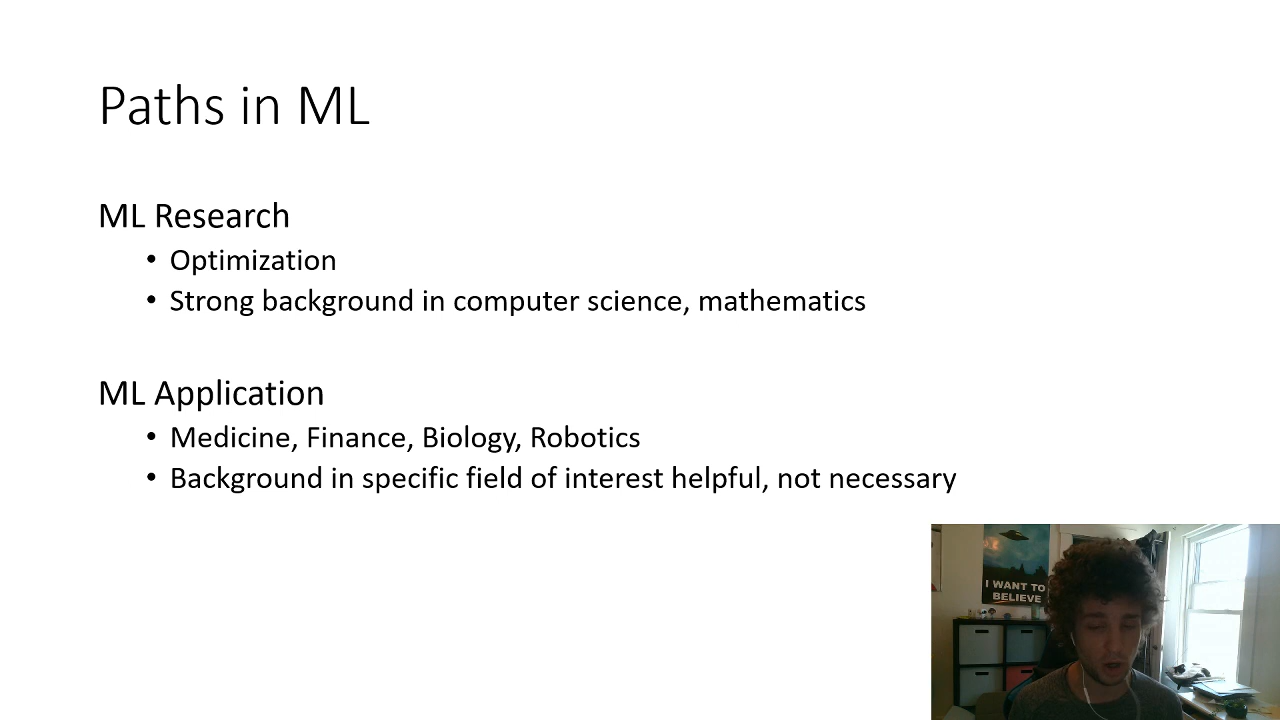 Paths in ML
ML Research
• Optimization
• Strong background in computer science, mathematics
ML Application
• Medicine, Finance, Biology, Robotics
• Background in specific field of interest helpful, not necessary
I WANT TO
BELIEVE